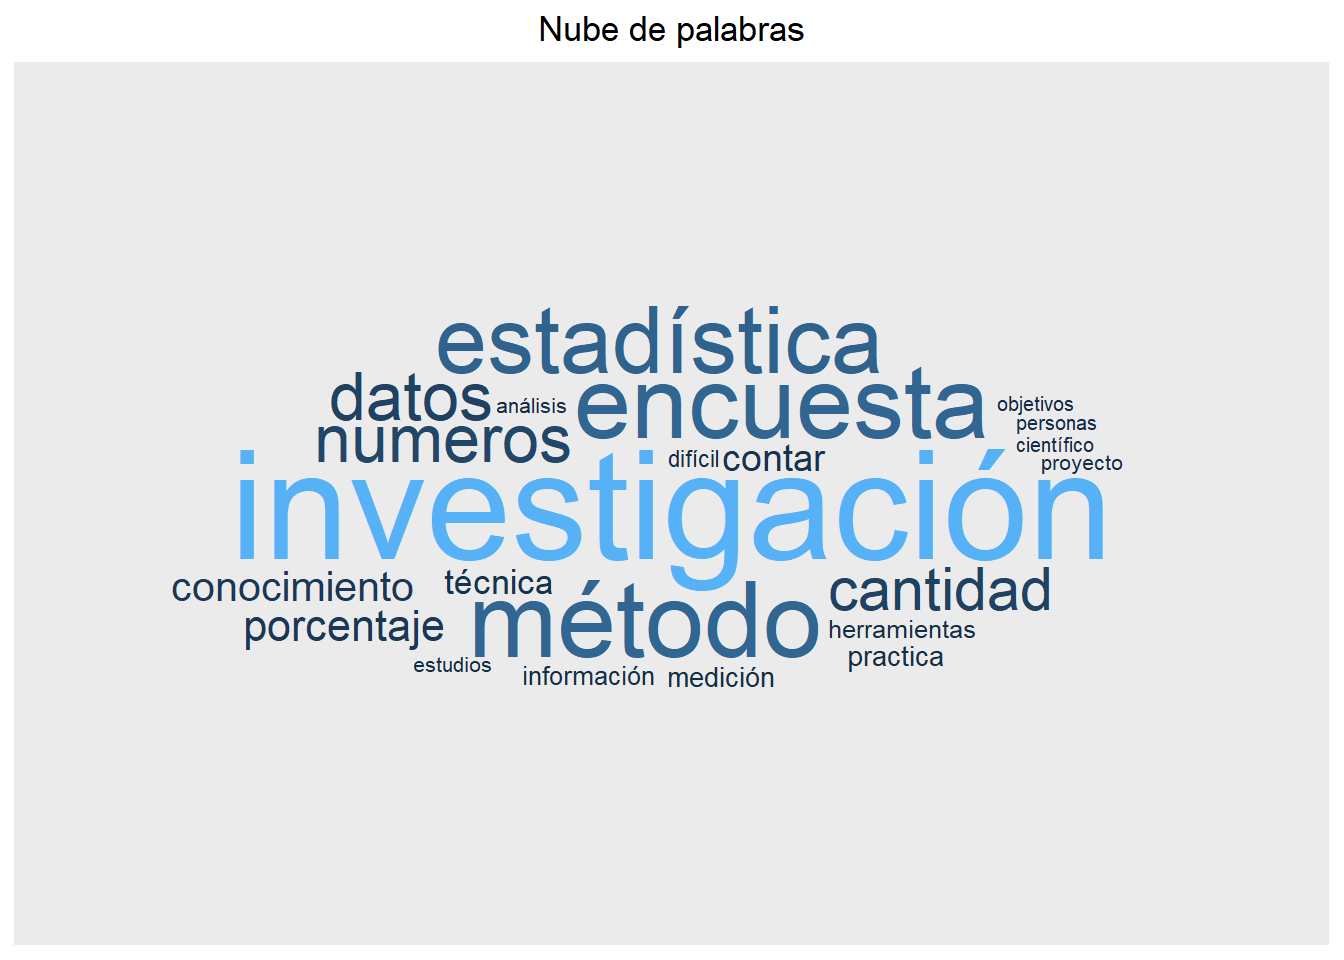 Nube de palabras
estadística
datos
análisis
encuesta
objetivos
personas
numeros
científico
difícil
contar
proyecto
investigación
conocimiento
técnica
método
cantidad
porcentaje
herramientas
practica
estudios
información
medición